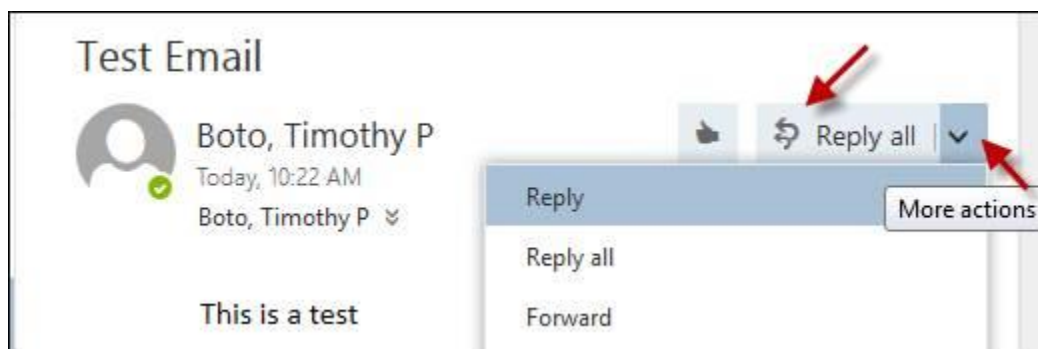 Test Email
Boto, Timothy P
Reply all
Today, 10:22 AM
Boto, Timothy P
Reply
More actions
Reply all
This is a test
Forward